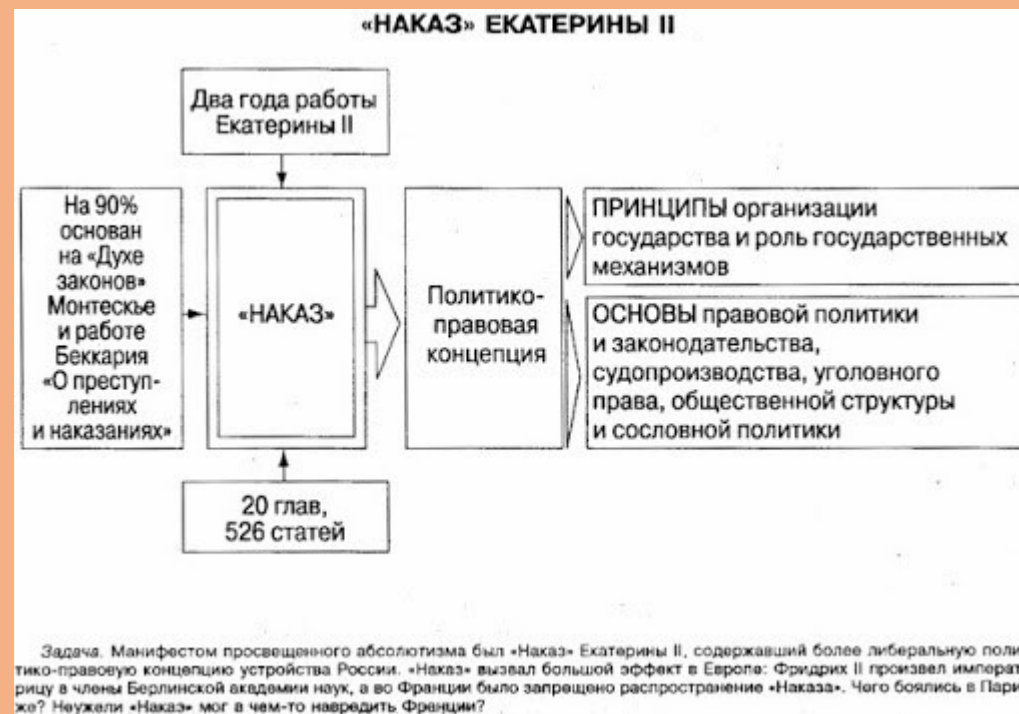 «НАКАЗ» ЕКАТЕРИНЫ II
Два года работы
Екатерины II
На 90%
основан
на «Духе
законов»
Монтескье
и работе
Беккария
«О преступ-
лениях
и наказаниях»
«НАКАЗ»
20 глав,
526 статей
Политико-
правовая
концепция
ПРИНЦИПЫ организации
государства и роль государственных
механизмов
ОСНОВЫ правовой политики
и законодательства,
судопроизводства, уголовного
права, общественной структуры
и сословной политики
Задача. Манифестом просвещенного абсолютизма был «Наказ» Екатерины II, содержавший более либеральную поли
тико-правовую концепцию устройства России. «Наказ» вызвал большой эффект в Европе: Фридрих II произвел императ
рицу в члены Берлинской академии наук, а во Франции было запрещено распространение «Наказа». Чего боялись в Пари
же? Неужели «Наказ» мог в чем-то навредить Франции?